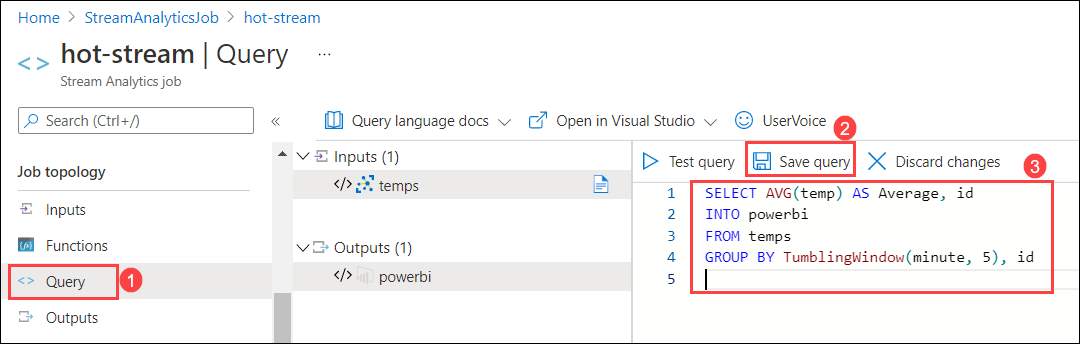 Home > StreamAnalyticsJob > hot-stream
<> hot-stream | Query ...
Stream Analytics job
Search (Ctrl+/) «
Job topology
Inputs
Functions
<> Query 1
Outputs
Query language docs
Open in Visual Studio
UserVoice
Inputs (1)
</> temps
Outputs (1)
</> powerbi
2
Test query
Save query
Discard changes
3
1 SELECT AVG(temp) AS Average, id
2 INTO powerbi
3 FROM temps
4 GROUP BY TumblingWindow(minute, 5), id
5